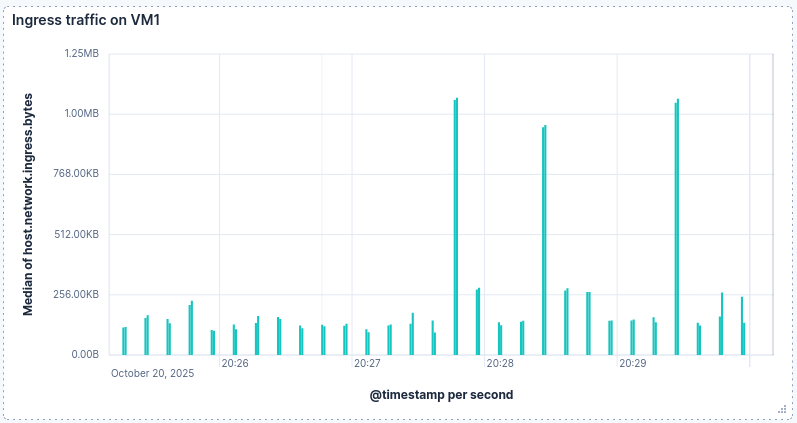 Ingress traffic on VM1
1.25MB
1.00MB
768.00KB
512.00KB
256.00KB
0.00B
Median of host.network.ingress.bytes
20:26
20:27
20:28
20:29
October 20, 2025
@timestamp per second